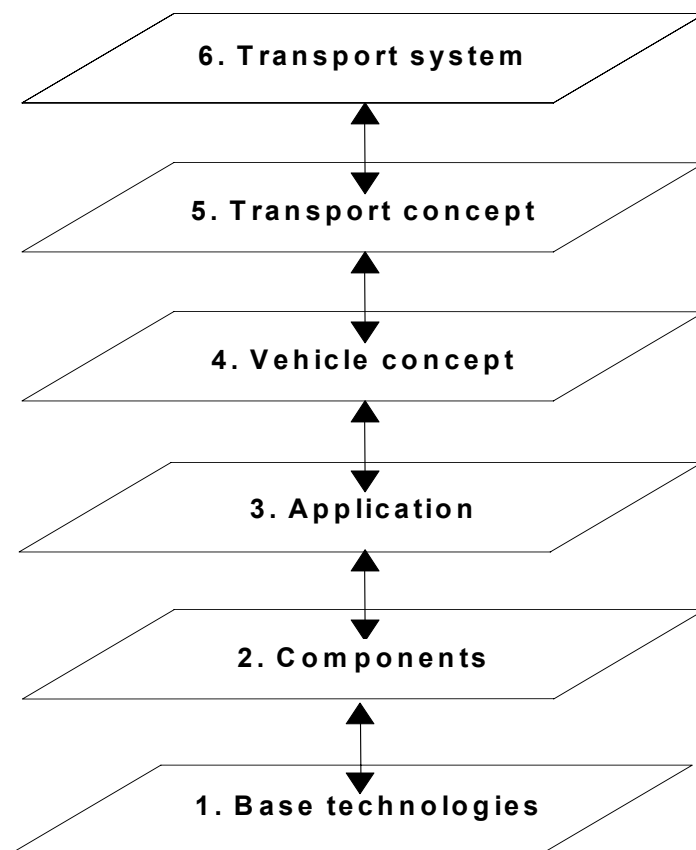 6. Transport system
5. Transport concept
4. Vehicle concept
3. Application
2. Components
1. Base technologies